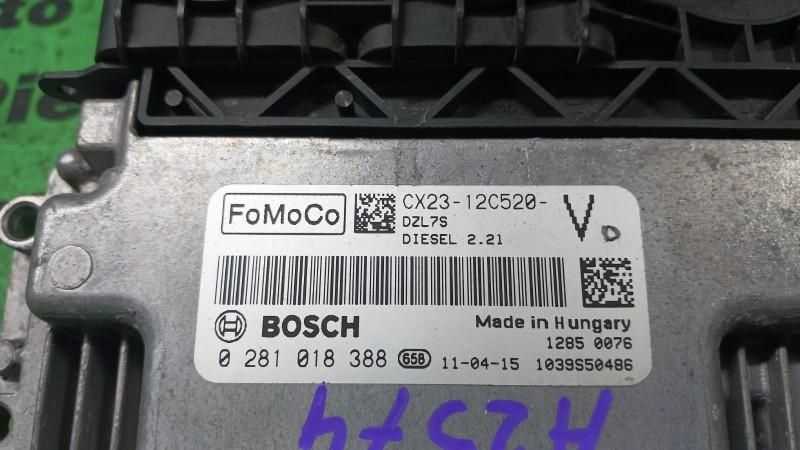 FoMoCo
CX23-12C520-
V
D
DZL7S
DIESEL 2.2l
BOSCH
Made in Hungary
1285 0076
0 281 018 388 658 11-04-15 1039S50486
A2574